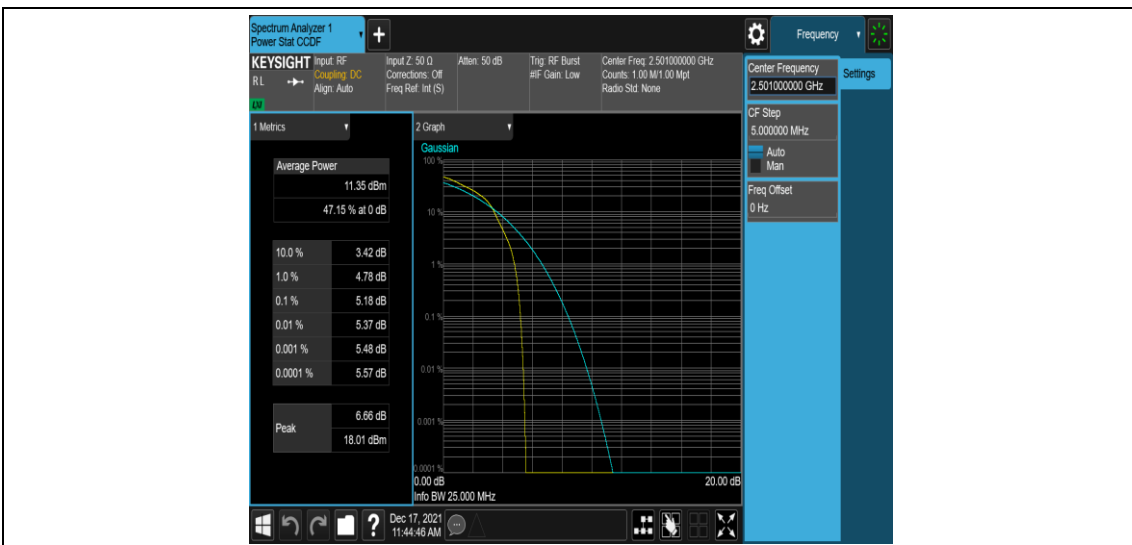 Spectrum Analyzer 1
Power Stat CCDF
+
Frequency
KEYSIGHT
RL
LXI
Input: RF
Coupling: DC
Align: Auto
Input Z: 50 Ω
Corrections: Off
Freq Ref: Int (S)
Atten: 50 dB
Trig: RF Burst
#IF Gain: Low
Center Freq: 2.501000000 GHz
Counts: 1.00 M/1.00 Mpt
Radio Std: None
Center Frequency
2.501000000 GHz
Settings
CF Step
5.000000 MHz
Auto
Man
Freq Offset
0 Hz
1 Metrics
Average Power
11.35 dBm
47.15 % at 0 dB
10.0 % 3.42 dB
1.0 % 4.78 dB
0.1 % 5.18 dB
0.01 % 5.37 dB
0.001 % 5.48 dB
0.0001 % 5.57 dB
Peak
6.66 dB
18.01 dBm
2 Graph
Gaussian
100 %
10 %
1 %
0.1 %
0.01 %
0.001 %
0.0001 %
0.00 dB 20.00 dB
Info BW 25.000 MHz
?
Dec 17, 2021
11:44:46 AM